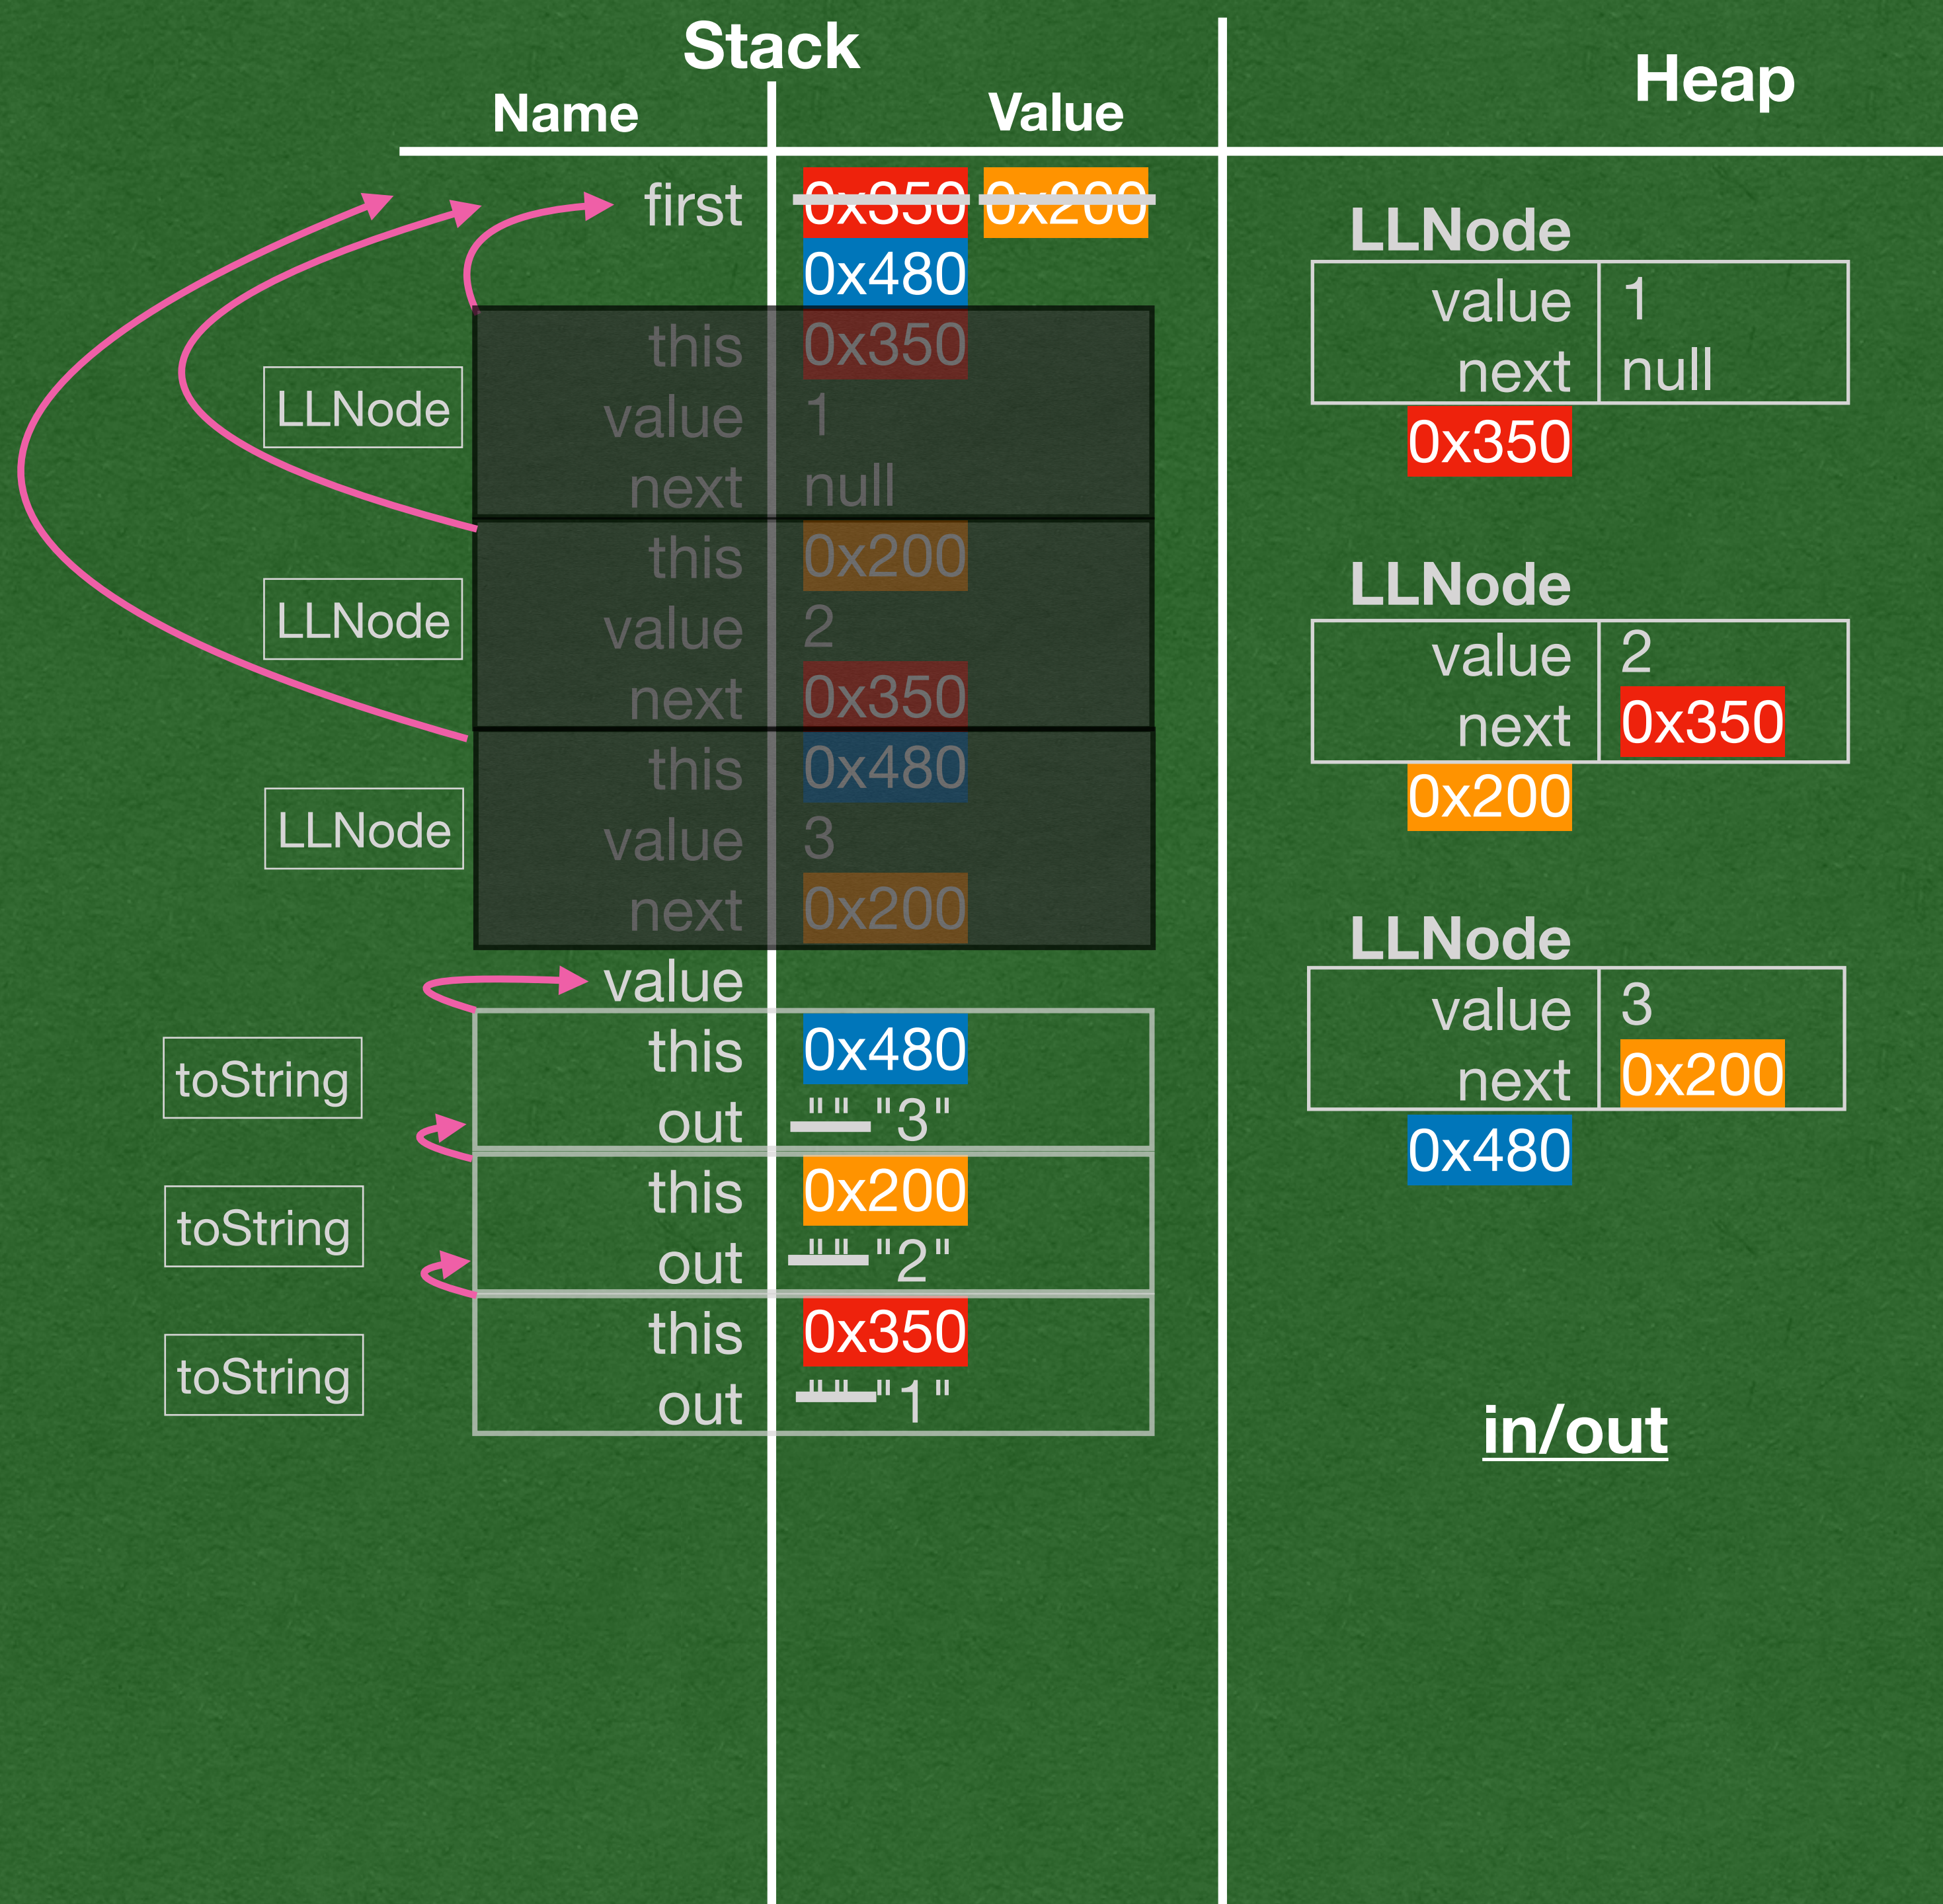 Stack
Heap
Name Value
first 0x350 0x200
0x480
this 0x350
LLNode
value 1
next null
this 0x200
LLNode
value 2
next 0x350
this 0x480
LLNode
value 3
next 0x200
value
this 0x480
toString
out "" "3"
this 0x200
toString
out "" "2"
this 0x350
toString
out "" "1"
LLNode
value 1
next null
0x350
LLNode
value 2
next 0x350
0x200
LLNode
value 3
next 0x200
0x480
in/out